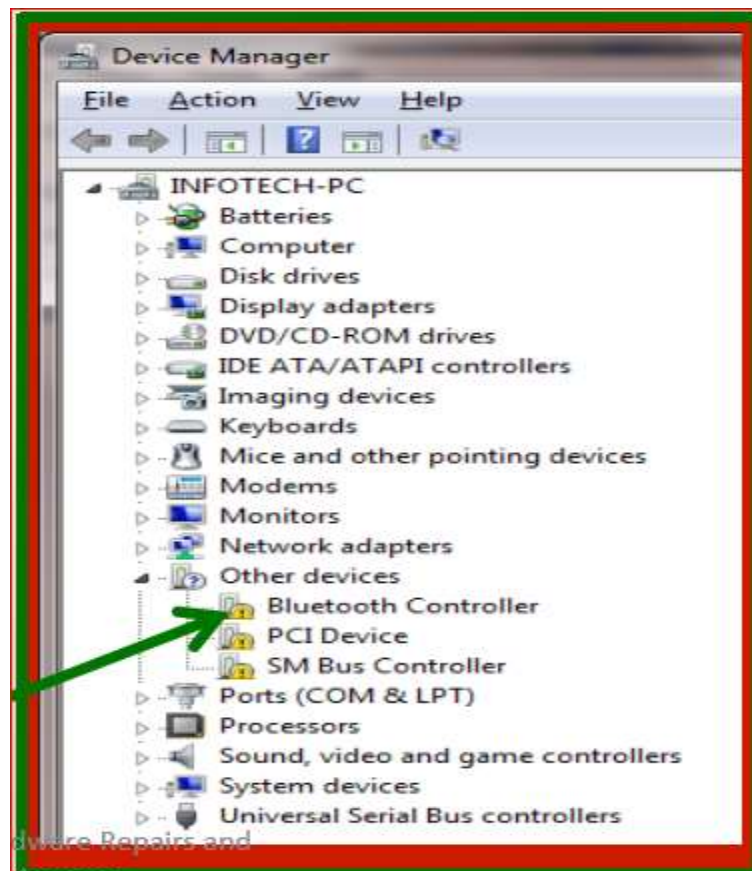 Device Manager
File Action View Help
INFOTECH-PC
Batteries
Computer
Disk drives
Display adapters
DVD/CD-ROM drives
IDE ATA/ATAPI controllers
Imaging devices
Keyboards
Mice and other pointing devices
Modems
Monitors
Network adapters
Other devices
Bluetooth Controller
PCI Device
SM Bus Controller
Ports (COM & LPT)
Processors
Sound, video and game controllers
System devices
Universal Serial Bus controllers
dware Repairs and